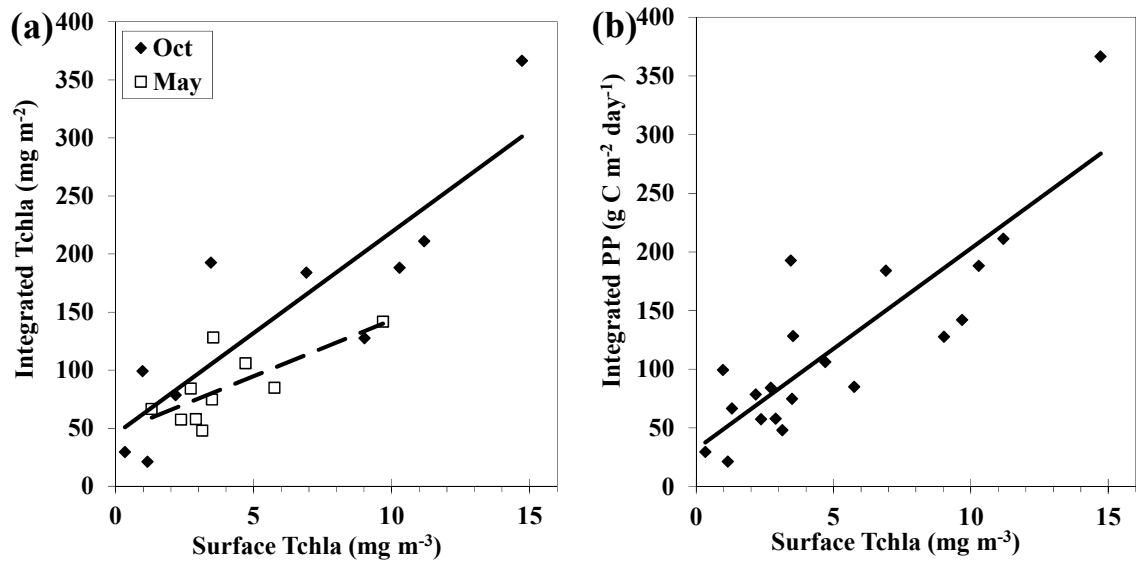 (a)
Oct
May
400
350
300
250
200
150
100
50
0
Integrated Tchla (mg m⁻²)
0 5 10 15
Surface Tchla (mg m⁻³)
(b)
400
350
300
250
200
150
100
50
0
Integrated PP (g C m⁻² day⁻¹)
0 5 10 15
Surface Tchla (mg m⁻³)